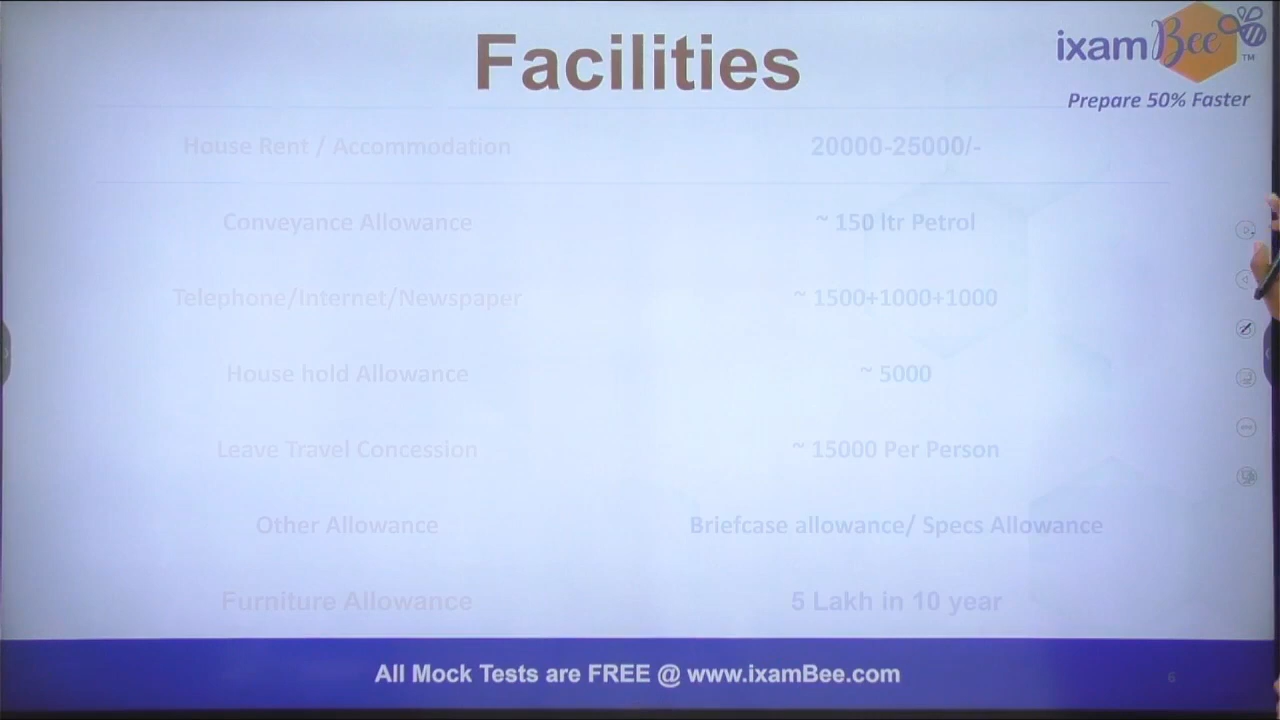 Facilities
ixamBee™
Prepare 50% Faster
House Rent / Accommodation 20000-25000/-
Conveyance Allowance ~ 150 ltr Petrol
Telephone/Internet/Newspaper ~ 1500+1000+1000
House hold Allowance ~ 5000
Leave Travel Concession ~ 15000 Per Person
Other Allowance Briefcase allowance/ Specs Allowance
Furniture Allowance 5 Lakh in 10 year
All Mock Tests are FREE @ www.ixamBee.com
6